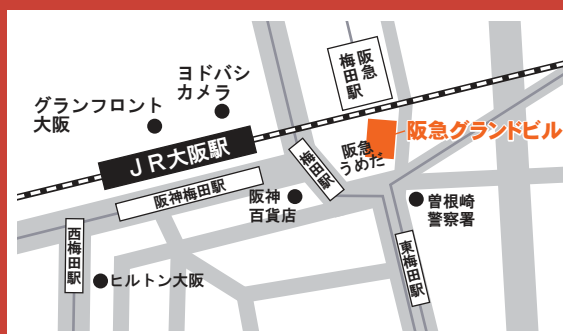 ヨドバシ
カメラ
グランフロント
大阪
JR大阪駅
阪急
梅田駅
阪急グランドビル
阪急
うめだ
梅田駅
阪神梅田駅
阪神
百貨店
曽根崎
警察署
西梅田駅
東梅田駅
ヒルトン大阪